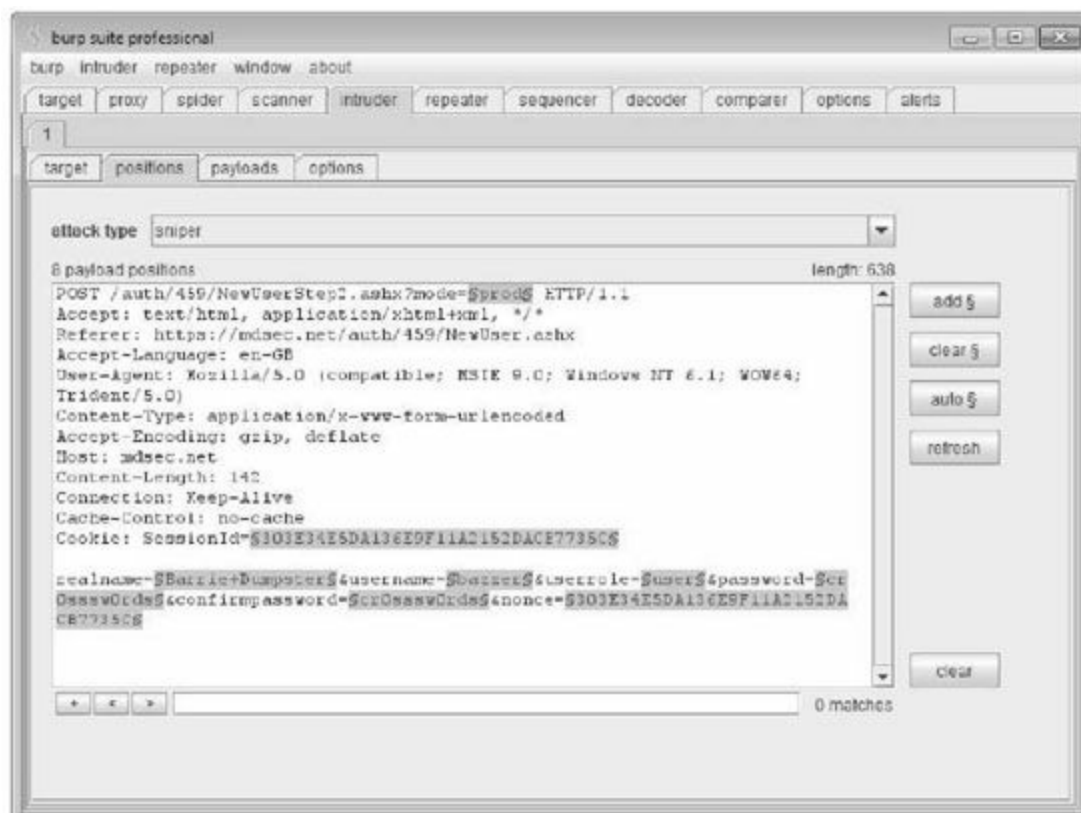 burp suite professional
burp intruder repeater window about
target proxy spider scanner intruder repeater sequencer decoder comparer options alerts
1
target positions payloads options
attack type sniper
8 payload positions length: 638
POST /auth/459/NewUserStep2.ashx?mode=§prod§ HTTP/1.1
Accept: text/html, application/xhtml+xml, */*
Referer: https://mdsec.net/auth/459/NewUser.ashx
Accept-Language: en-GB
User-Agent: Mozilla/5.0 (compatible; MSIE 9.0; Windows NT 6.1; WOW64;
Trident/5.0)
Content-Type: application/x-www-form-urlencoded
Accept-Encoding: gzip, deflate
Host: mdsec.net
Content-Length: 142
Connection: Keep-Alive
Cache-Control: no-cache
Cookie: SessionId=§303E34E5DA136E9F11A2152DACE7735C§
realname=§Barrie+Dumpster§&username=§bazzer§&userrole=§user§&password=§cr
0sssw0rds§&confirmpassword=§cr0sssw0rds§&nonce=§303E34E5DA136E9F11A2152DA
CE7735C§
add §
clear §
auto §
refresh
clear
+ < > 0 matches